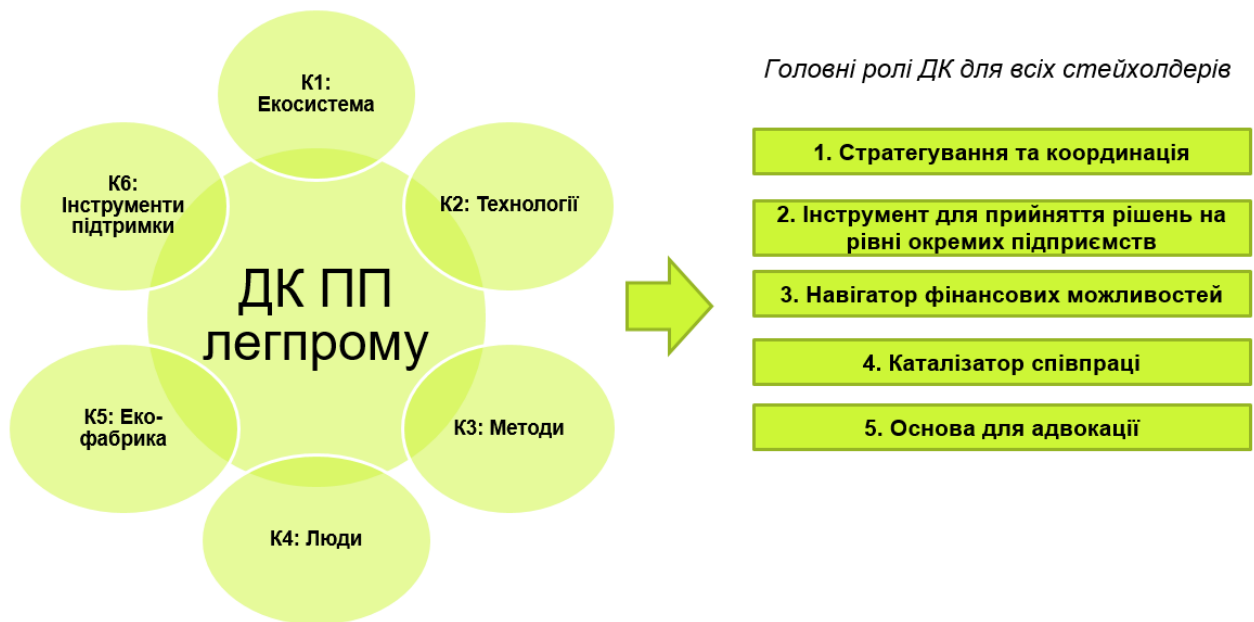 К1:
Екосистема
К2: Технології
К3: Методи
К4: Люди
К5: Еко-
фабрика
К6:
Інструменти
підтримки
ДК ПП
легпрому
Головні ролі ДК для всіх стейхолдерів
1. Стратегування та координація
2. Інструмент для прийняття рішень на
рівні окремих підприємств
3. Навігатор фінансових можливостей
4. Каталізатор співпраці
5. Основа для адвокації